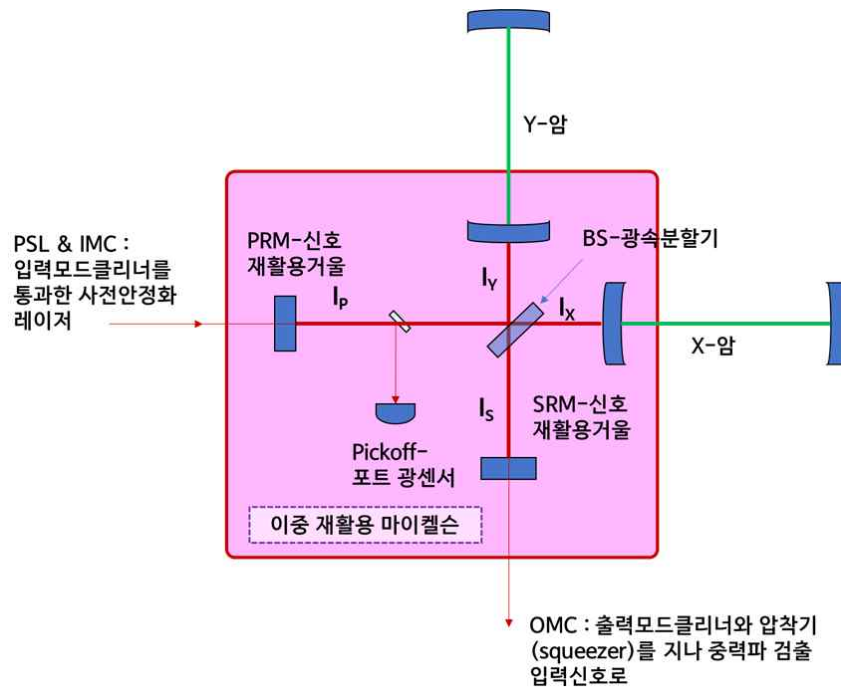 Y-암
PSL & IMC :
입력모드클리너를
통과한 사전안정화
레이저
PRM-신호
재활용거울
BS-광속분할기
lY
lP
lX
X-암
lS
SRM-신호
재활용거울
Pickoff-
포트 광센서
이중 재활용 마이켈슨
OMC : 출력모드클리너와 압착기
(squeezer)를 지나 중력파 검출
입력신호로